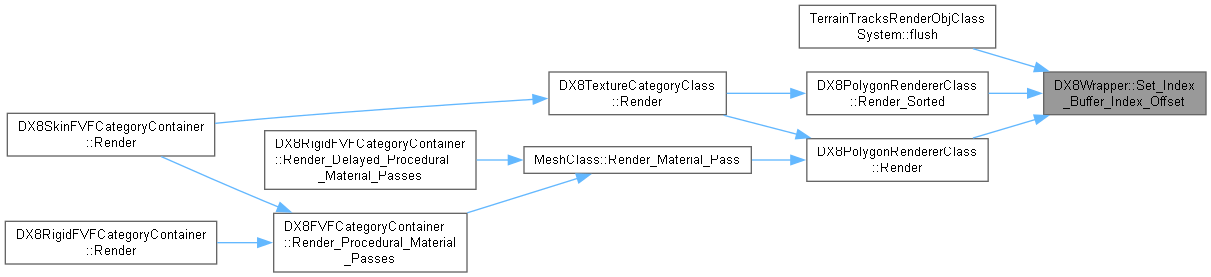 TerrainTracksRenderObjClass
System::flush
DX8TextureCategoryClass
::Render
DX8PolygonRendererClass
::Render_Sorted
DX8Wrapper::Set_Index
_Buffer_Index_Offset
DX8SkinFVFCategoryContainer
::Render
DX8RigidFVFCategoryContainer
::Render_Delayed_Procedural
_Material_Passes
MeshClass::Render_Material_Pass
DX8PolygonRendererClass
::Render
DX8RigidFVFCategoryContainer
::Render
DX8FVFCategoryContainer
::Render_Procedural_Material
_Passes